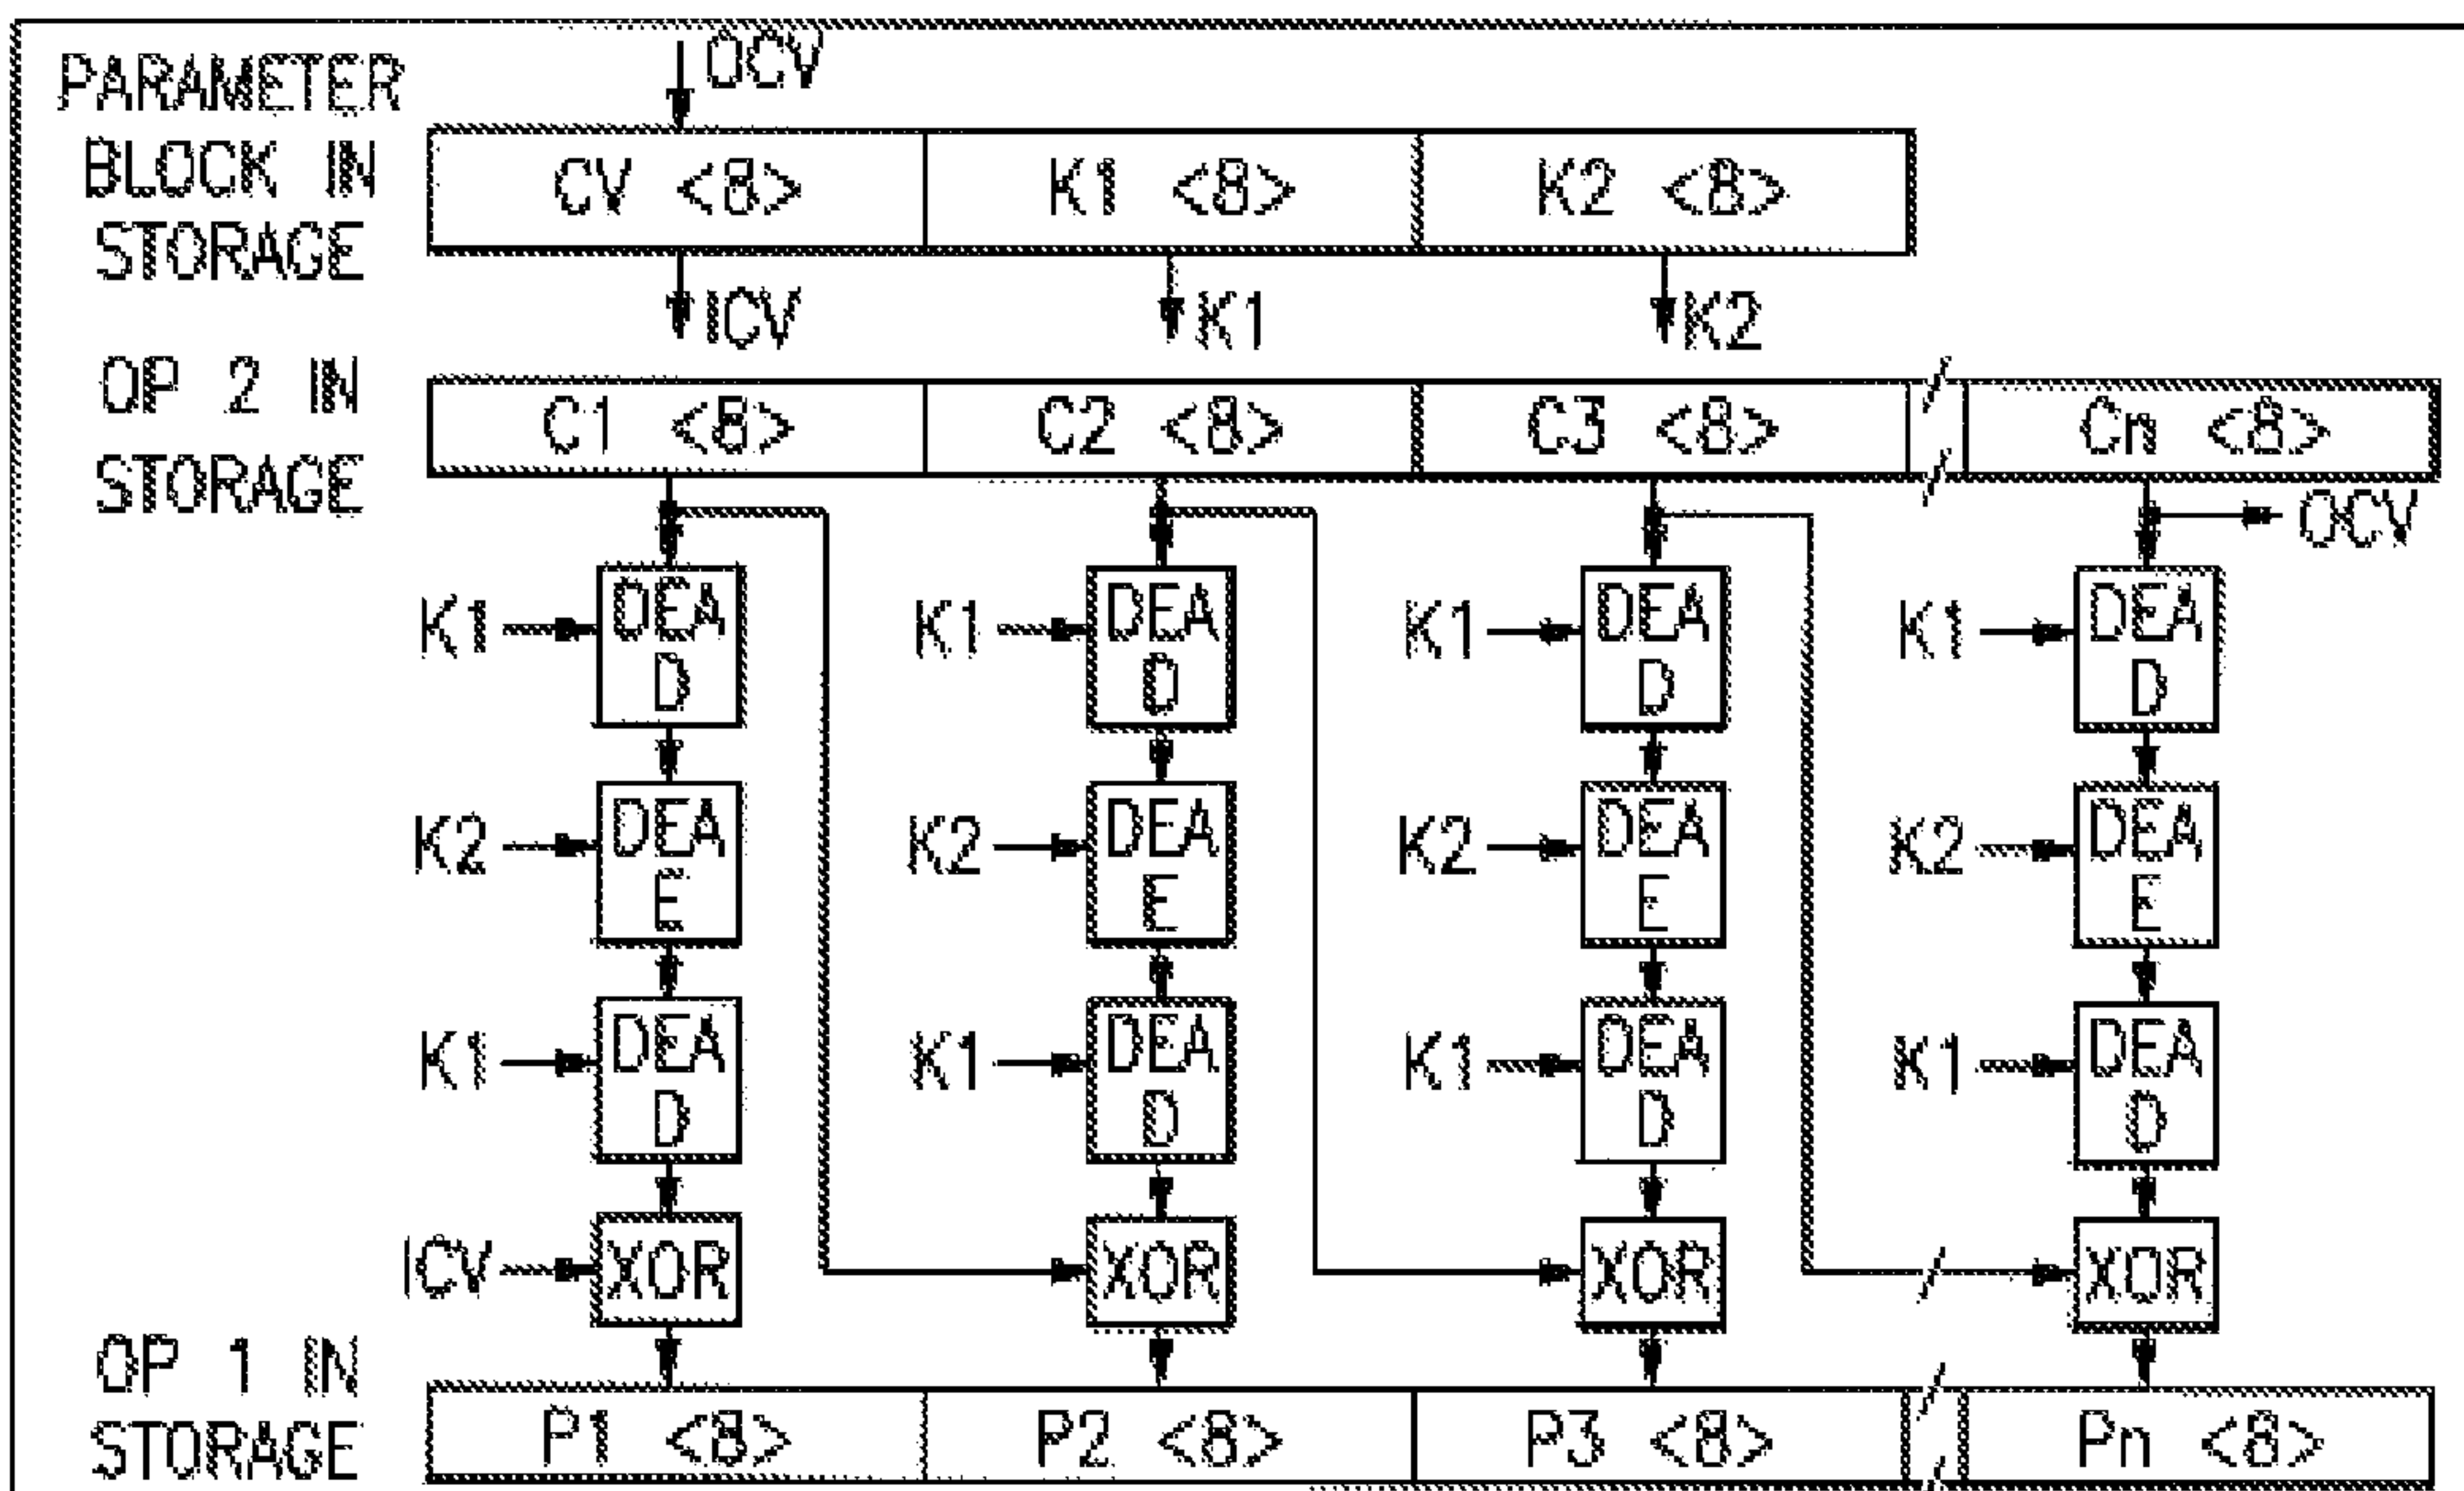 OCV
PARAMETER
BLOCK IN
STORAGE
CV <8> K1 <8> K2 <8>
ICV K1 K2
OP 2 IN
STORAGE
C1 <8> C2 <8> C3 <8> Cn <8>
OCV
K1 DEA K1 DEA K1 DEA K1 DEA
D D D D
K2 DEA K2 DEA K2 DEA K2 DEA
E E E E
K1 DEA K1 DEA K1 DEA K1 DEA
D D D D
ICV XOR XOR XOR XOR
OP 1 IN
STORAGE
P1 <8> P2 <8> P3 <8> Pn <8>